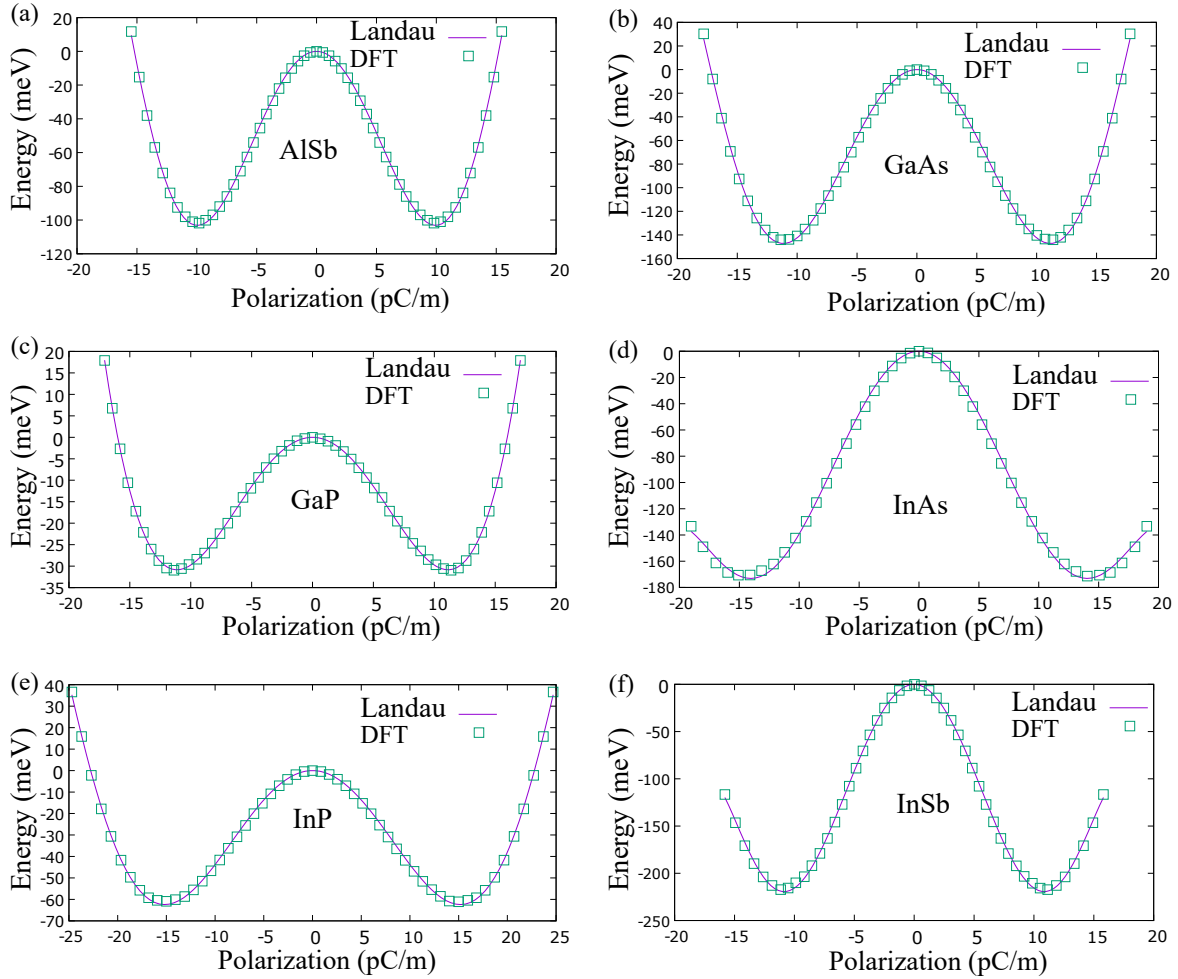 (a)
Energy (meV)
0
-20
-40
-60
-80
-100
-120
-20 -15 -10 -5 0 5 10 15 20
Landau
DFT
AlSb
Polarization (pC/m)
(b)
Energy (meV)
40
20
0
-20
-40
-60
-80
-100
-120
-140
-160
-20 -15 -10 -5 0 5 10 15 20
Landau
DFT
GaAs
Polarization (pC/m)
(c)
Energy (meV)
20
15
10
5
0
-5
-10
-15
-20
-25
-30
-35
-20 -15 -10 -5 0 5 10 15 20
Landau
DFT
GaP
Polarization (pC/m)
(d)
Energy (meV)
0
-20
-40
-60
-80
-100
-120
-140
-160
-180
-20 -15 -10 -5 0 5 10 15 20
Landau
DFT
InAs
Polarization (pC/m)
(e)
Energy (meV)
40
30
20
10
0
-10
-20
-30
-40
-50
-60
-70
-25 -20 -15 -10 -5 0 5 10 15 20 25
Landau
DFT
InP
Polarization (pC/m)
(f)
Energy (meV)
0
-50
-100
-150
-200
-250
-20 -15 -10 -5 0 5 10 15 20
Landau
DFT
InSb
Polarization (pC/m)